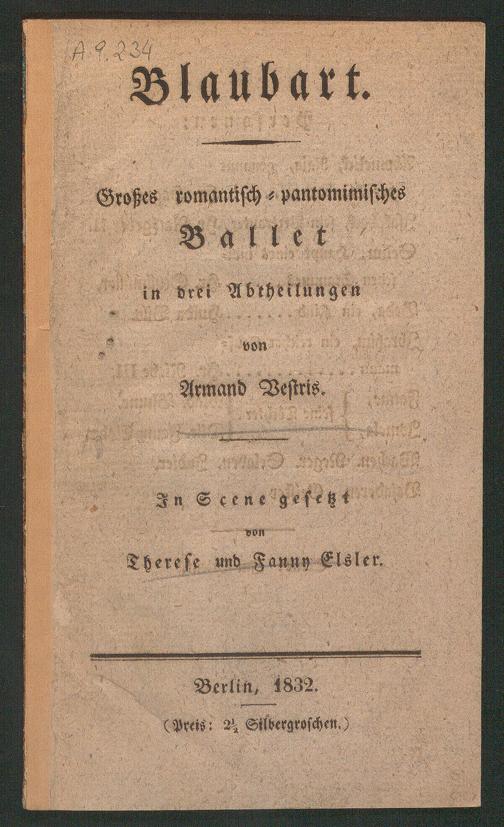 A.9.234
Blaubart.
Großes romantisch-pantomimisches
Ballet
in drei Abtheilungen
von
Armand Vestris.
In Scene gesetzt
von
Therese und Fanny Elsler.
Berlin, 1832.
(Preis: 2½ Silbergroschen.)